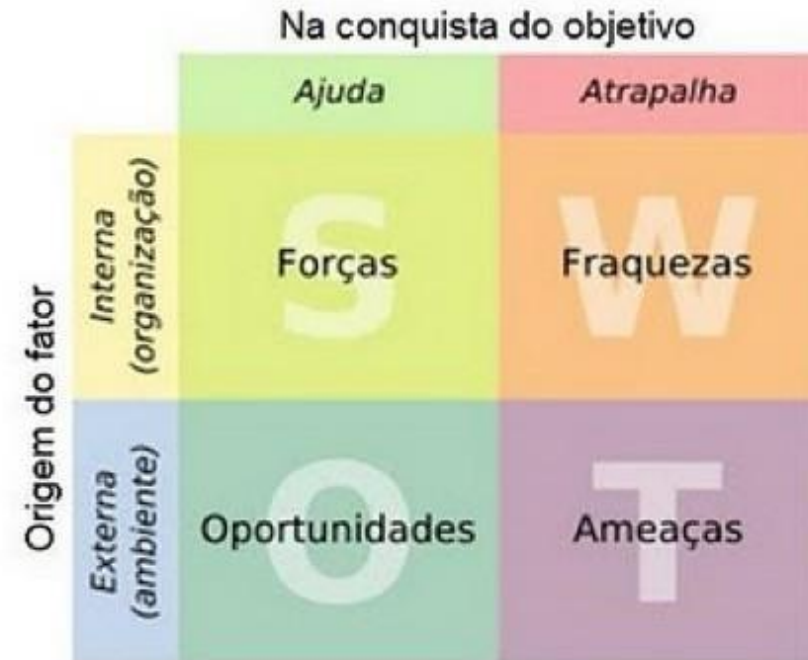 Na conquista do objetivo
Ajuda
Atrapalha
Origem do fator
Interna
(organização)
S
Forças
W
Fraquezas
Externa
(ambiente)
O
Oportunidades
T
Ameaças